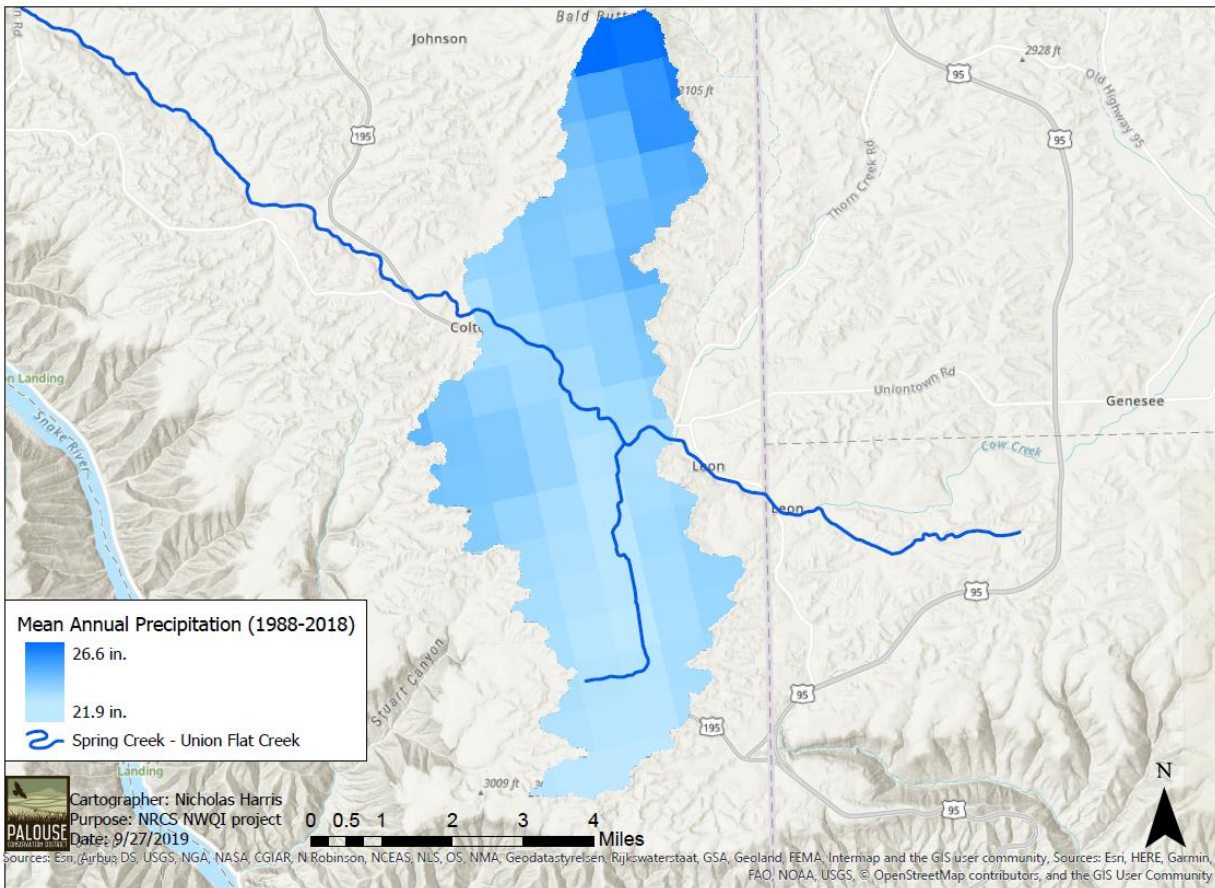 Bald Butte
Johnson
2928 ft
95
Old Highway 95
n Rd
195
3105 ft
95
Thorn Creek Rd
Colt
on Landing
Uniontown Rd
Genesee
Snake River
Cow Creek
Leon
Leon
95
Mean Annual Precipitation (1988-2018)
26.6 in.
21.9 in.
Spring Creek - Union Flat Creek
Stuart Canyon
95
195
Landing
3009 ft
95
N
PALOUSE
CONSERVATION DISTRICT
Cartographer: Nicholas Harris
Purpose: NRCS NWQI project
Date: 9/27/2019
0 0.5 1 2 3 4
Miles
Sources: Esri, Airbus DS, USGS, NGA, NASA, CGIAR, N Robinson, NCEAS, NLS, OS, NMA, Geodatastyrelsen, Rijkswaterstaat, GSA, Geoland, FEMA, Intermap and the GIS user community, Sources: Esri, HERE, Garmin,
FAO, NOAA, USGS, © OpenStreetMap contributors, and the GIS User Community